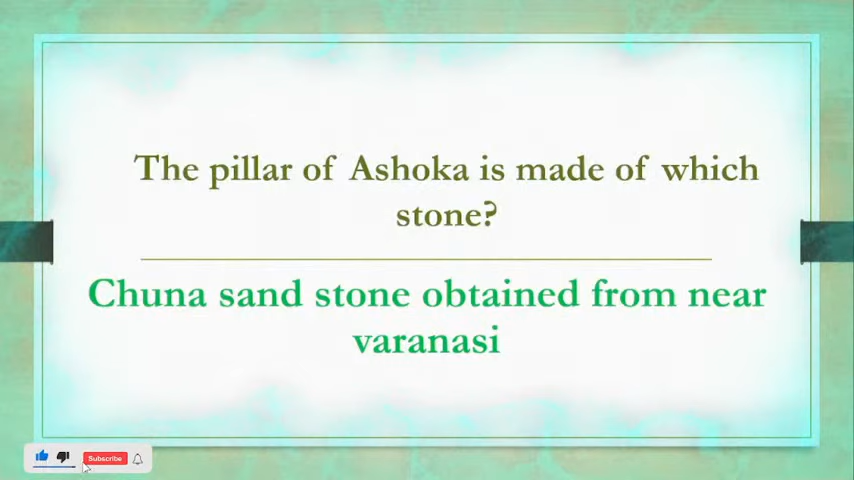 The pillar of Ashoka is made of which
stone?
Chuna sand stone obtained from near
varanasi
Subscribe